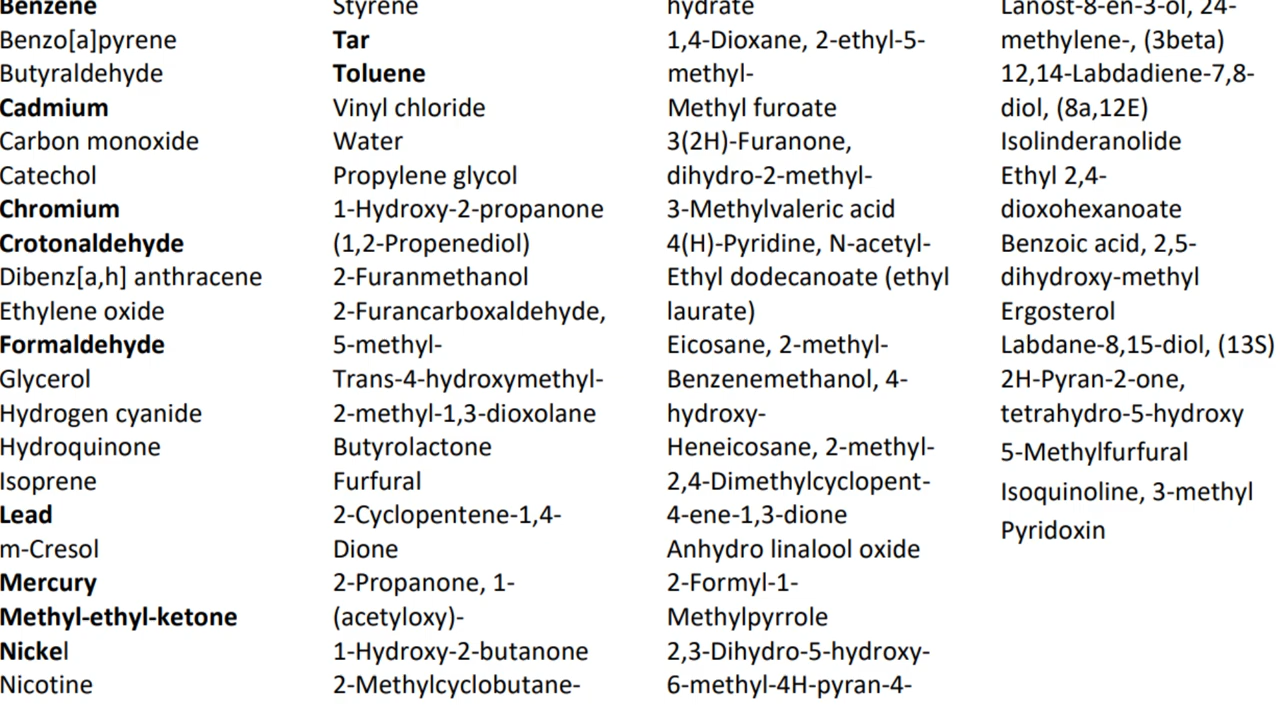 Benzene
Benzo[a]pyrene
Butyraldehyde
Cadmium
Carbon monoxide
Catechol
Chromium
Crotonaldehyde
Dibenz[a,h] anthracene
Ethylene oxide
Formaldehyde
Glycerol
Hydrogen cyanide
Hydroquinone
Isoprene
Lead
m-Cresol
Mercury
Methyl-ethyl-ketone
Nickel
Nicotine
Styrene
Tar
Toluene
Vinyl chloride
Water
Propylene glycol
1-Hydroxy-2-propanone
(1,2-Propenediol)
2-Furanmethanol
2-Furancarboxaldehyde,
5-methyl-
Trans-4-hydroxymethyl-
2-methyl-1,3-dioxolane
Butyrolactone
Furfural
2-Cyclopentene-1,4-
Dione
2-Propanone, 1-
(acetyloxy)-
1-Hydroxy-2-butanone
2-Methylcyclobutane-
hydrate
1,4-Dioxane, 2-ethyl-5-
methyl-
Methyl furoate
3(2H)-Furanone,
dihydro-2-methyl-
3-Methylvaleric acid
4(H)-Pyridine, N-acetyl-
Ethyl dodecanoate (ethyl
laurate)
Eicosane, 2-methyl-
Benzenemethanol, 4-
hydroxy-
Heneicosane, 2-methyl-
2,4-Dimethylcyclopent-
4-ene-1,3-dione
Anhydro linalool oxide
2-Formyl-1-
Methylpyrrole
2,3-Dihydro-5-hydroxy-
6-methyl-4H-pyran-4-
Lanost-8-en-3-ol, 24-
methylene-, (3beta)
12,14-Labdadiene-7,8-
diol, (8a,12E)
Isolinderanolide
Ethyl 2,4-
dioxohexanoate
Benzoic acid, 2,5-
dihydroxy-methyl
Ergosterol
Labdane-8,15-diol, (13S)
2H-Pyran-2-one,
tetrahydro-5-hydroxy
5-Methylfurfural
Isoquinoline, 3-methyl
Pyridoxin